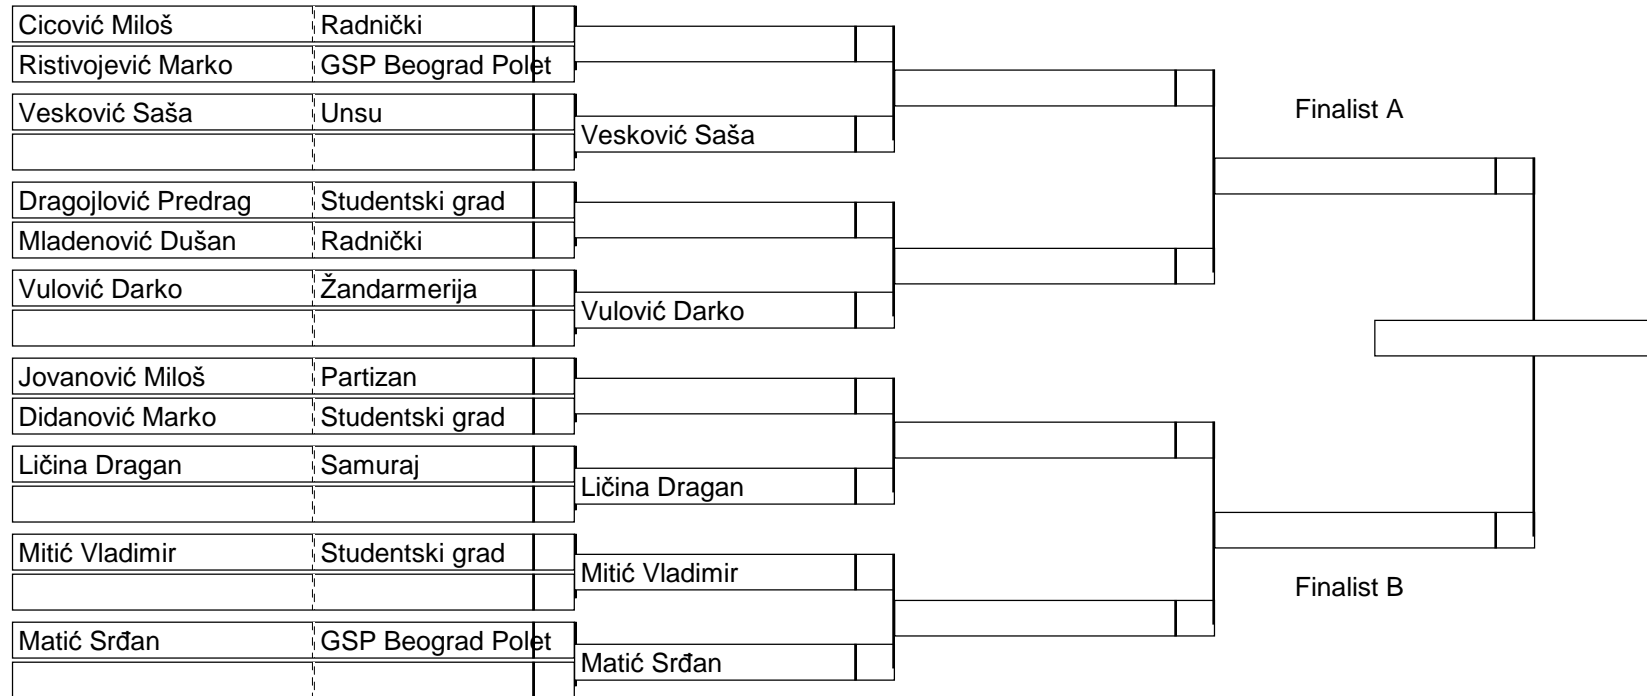 Cicović Miloš Radnički
Ristivojević Marko GSP Beograd Polet
Finalist A
Vesković Saša Unsu
Vesković Saša
Dragojlović Predrag Studentski grad
Mladenović Dušan Radnički
Vulović Darko Žandarmerija
Vulović Darko
Jovanović Miloš Partizan
Didanović Marko Studentski grad
Ličina Dragan Samuraj
Ličina Dragan
Mitić Vladimir Studentski grad
Mitić Vladimir
Finalist B
Matić Srđan GSP Beograd Polet
Matić Srđan